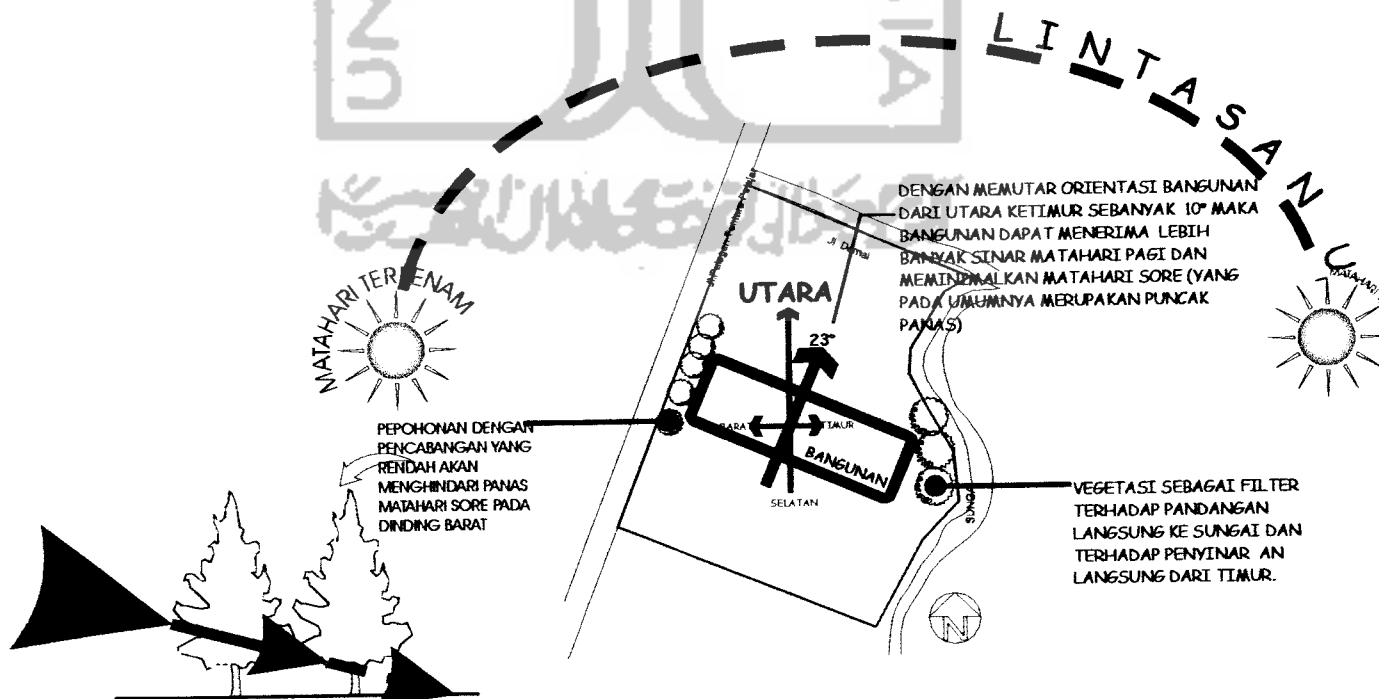 LINTASAN
MATAHARI TERBENAM
DENGAN MEMUTAR ORIENTASI BANGUNAN
DARI UTARA KETIMUR SEBANYAK 10° MAKA
BANGUNAN DAPAT MENERIMA LEBIH
BANYAK SINAR MATAHARI PAGI DAN
MEMINIMALKAN MATAHARI SORE (YANG
PADA UMUMNYA MERUPAKAN PUNCAK
PANAS)
MATAHARI
Jl. Damai
UTARA
23°
BARAT
TIMUR
BANGUNAN
SELATAN
PEPOHONAN DENGAN
PENCABANGAN YANG
RENDAH AKAN
MENGHINDARI PANAS
MATAHARI SORE PADA
DINDING BARAT
VEGETASI SEBAGAI FILTER
TERHADAP PANDANGAN
LANGSUNG KE SUNGAI DAN
TERHADAP PENYINAR AN
LANGSUNG DARI TIMUR.
N